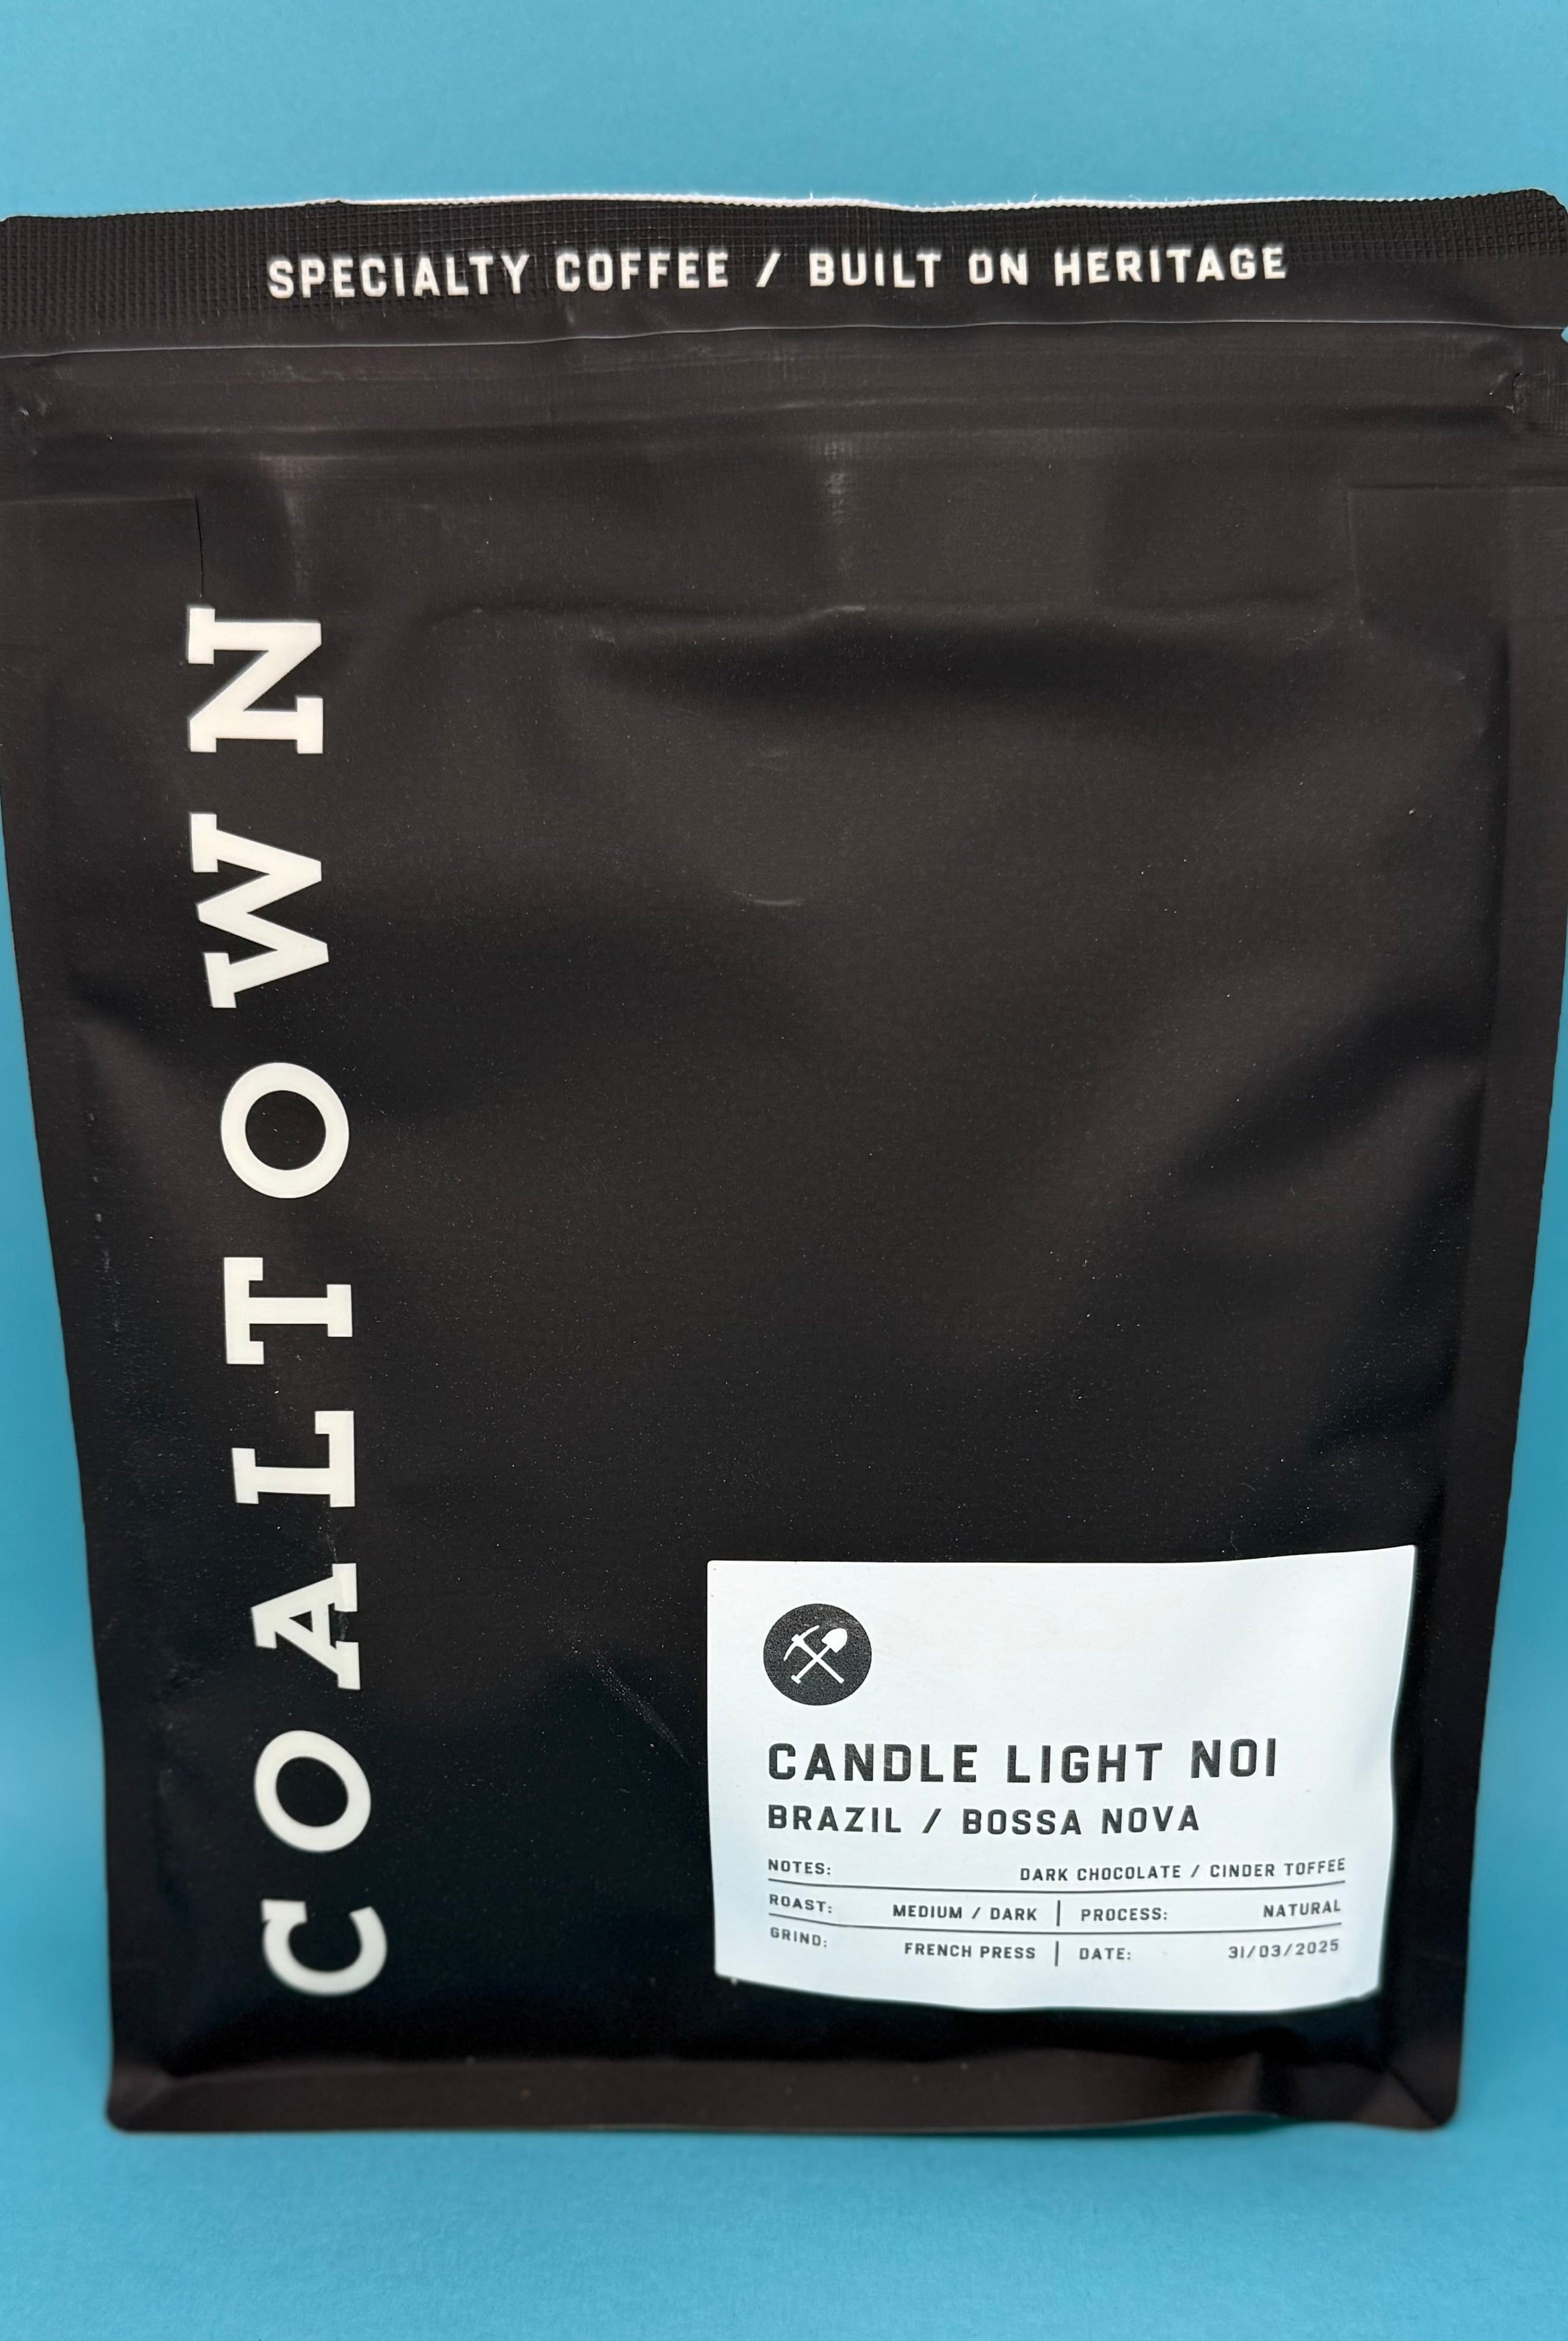 SPECIALTY COFFEE / BUILT ON HERITAGE
COALTOWN
CANDLE LIGHT NO1
BRAZIL / BOSSA NOVA
NOTES: DARK CHOCOLATE / CINDER TOFFEE
ROAST: MEDIUM / DARK | PROCESS: NATURAL
GRIND: FRENCH PRESS | DATE: 31/03/2025